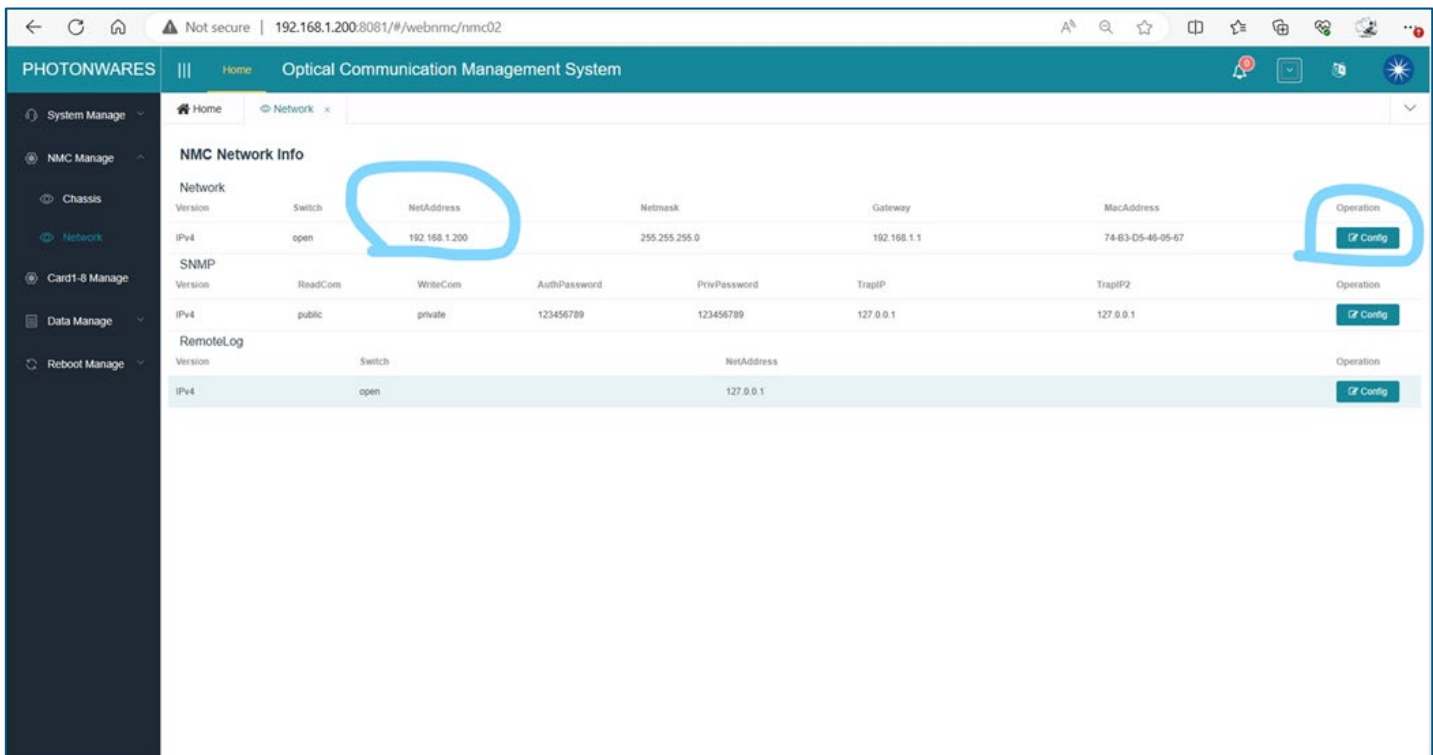 Not secure | 192.168.1.200:8081/#/webnmc/nmc02
PHOTONWARES Home Optical Communication Management System 0
System Manage Home Network ×
NMC Manage NMC Network Info
Chassis
Network
Card1-8 Manage
Data Manage
Reboot Manage
Network
Version Switch NetAddress Netmask Gateway MacAddress Operation
IPv4 open 192.168.1.200 255.255.255.0 192.168.1.1 74-B3-D5-46-05-67 Config
SNMP
Version ReadCom WriteCom AuthPassword PrivPassword TrapIP TrapIP2 Operation
IPv4 public private 123456789 123456789 127.0.0.1 127.0.0.1 Config
RemoteLog
Version Switch NetAddress Operation
IPv4 open 127.0.0.1 Config